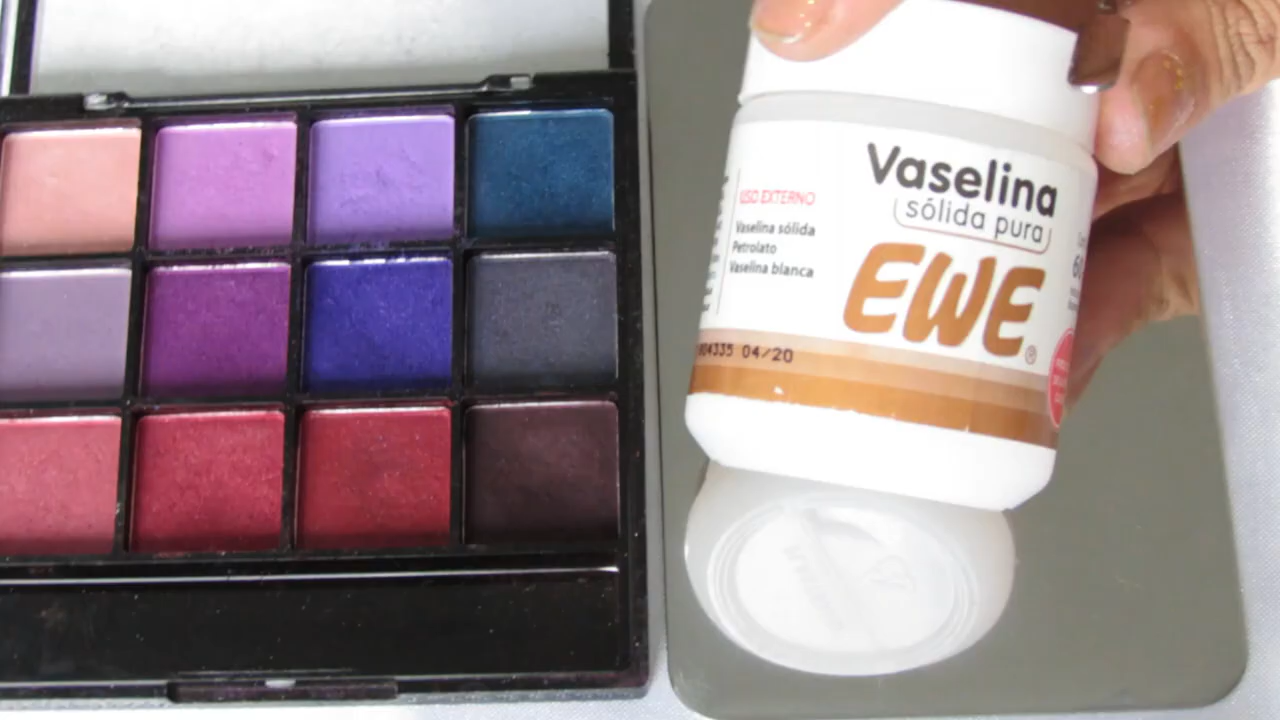 Vaselina
sólida pura
EWE®
USO EXTERNO
Vaselina sólida
Petrolato
Vaselina blanca
04/20